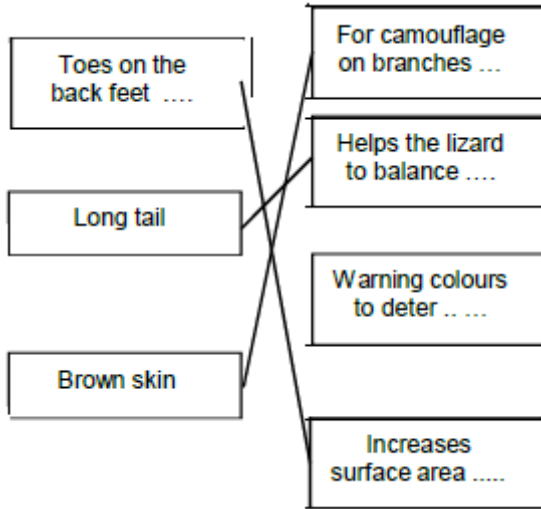 Toes on the
back feet ....
Long tail
Brown skin
For camouflage
on branches ...
Helps the lizard
to balance ....
Warning colours
to deter .. ...
Increases
surface area .....